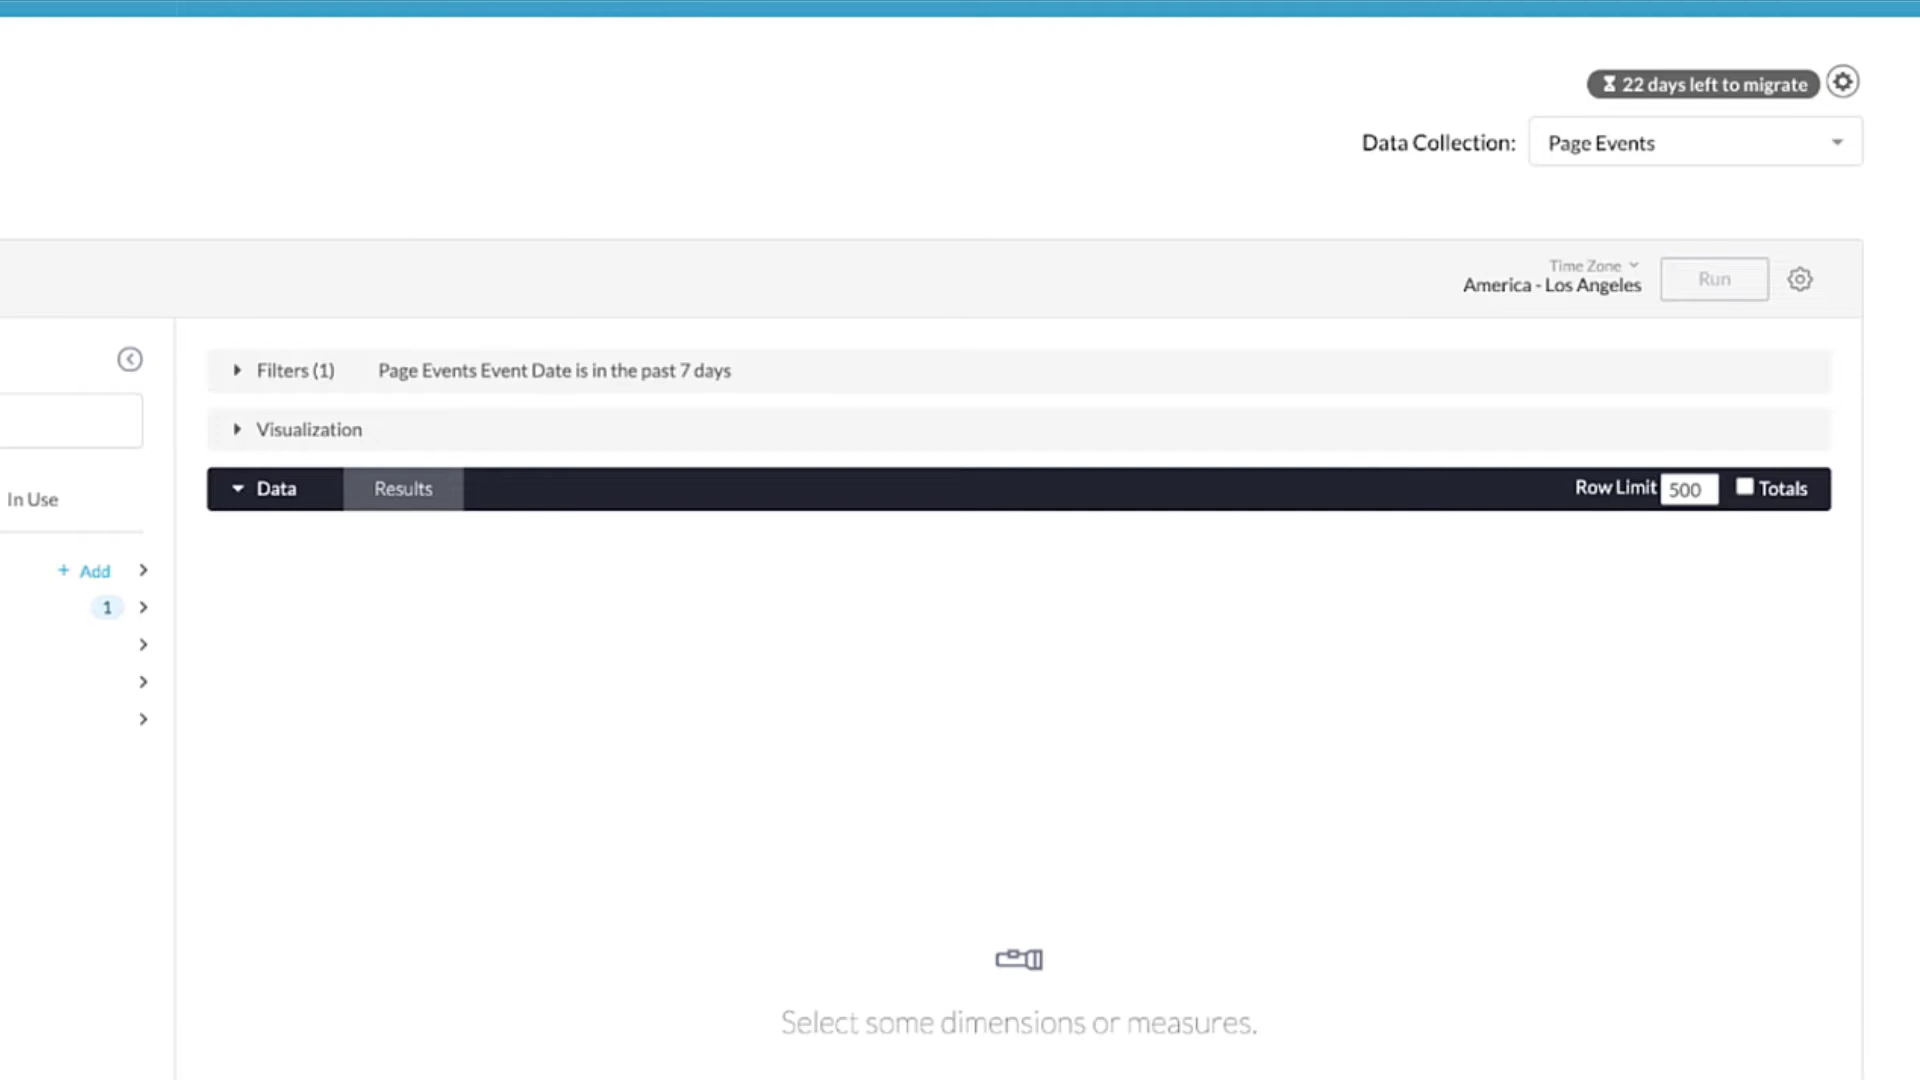 22 days left to migrate
Data Collection: Page Events
Time Zone
America - Los Angeles
Run
Filters (1) Page Events Event Date is in the past 7 days
Visualization
Data Results Row Limit 500 Totals
In Use
+ Add
1
Select some dimensions or measures.